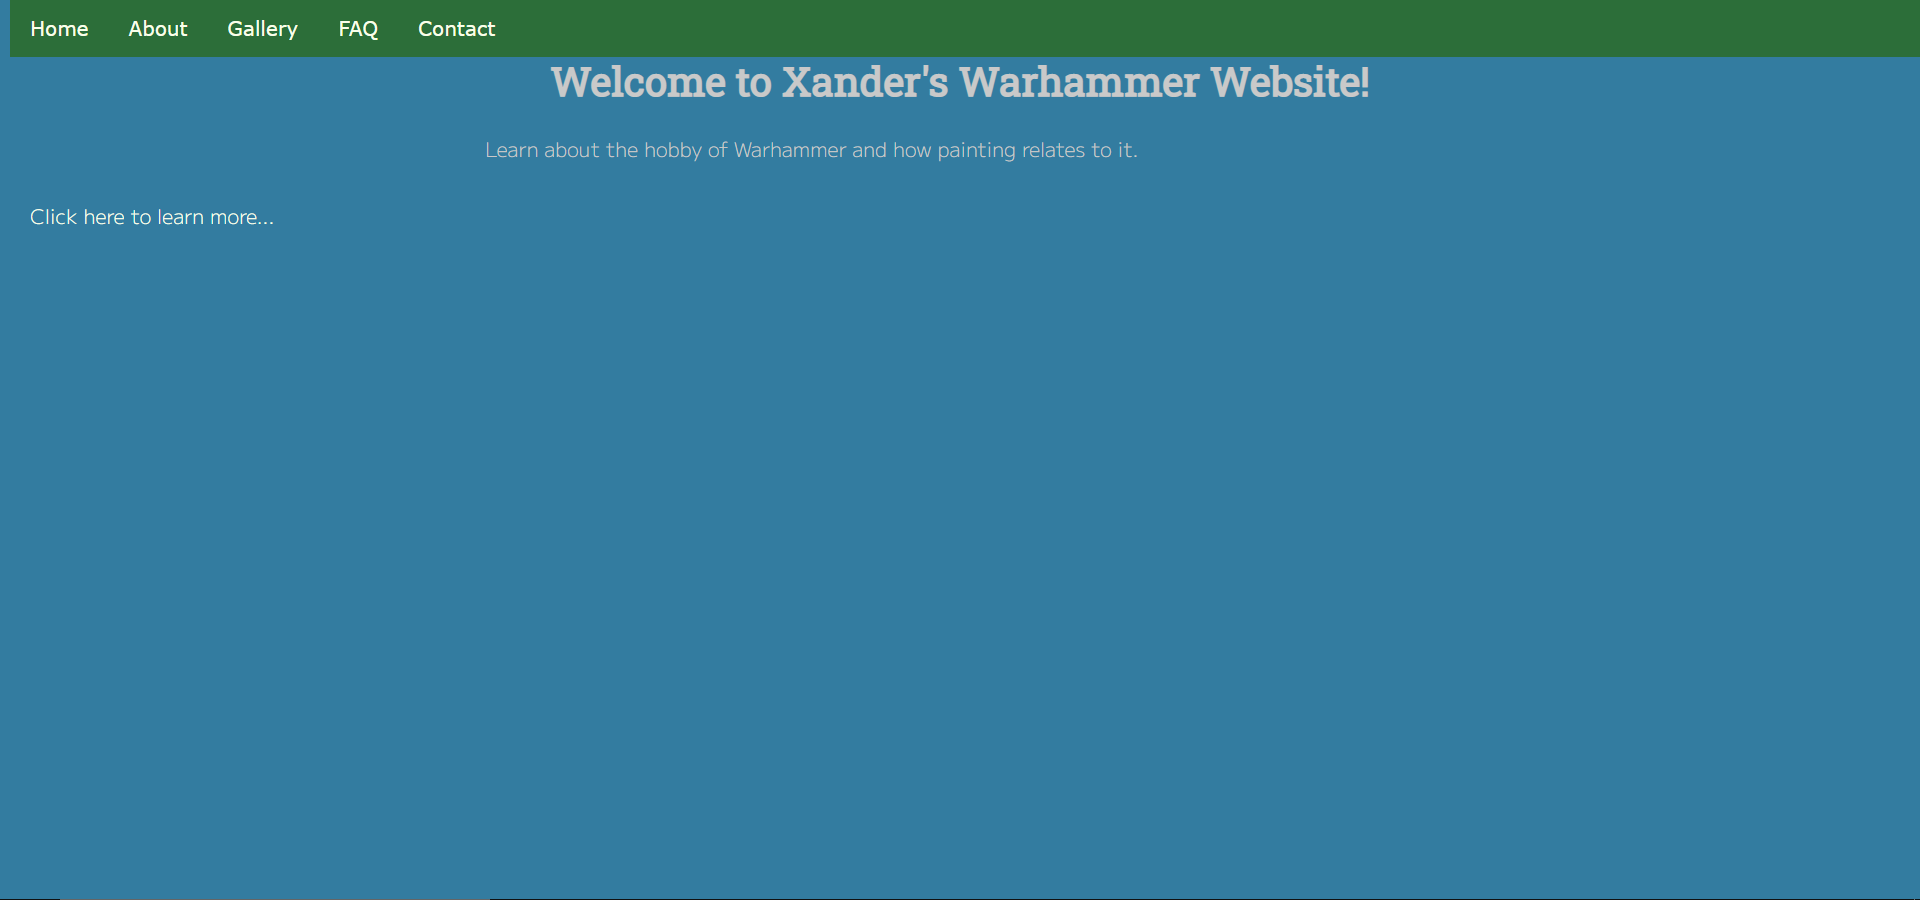 Home About Gallery FAQ Contact
Welcome to Xander's Warhammer Website!
Learn about the hobby of Warhammer and how painting relates to it.
Click here to learn more...